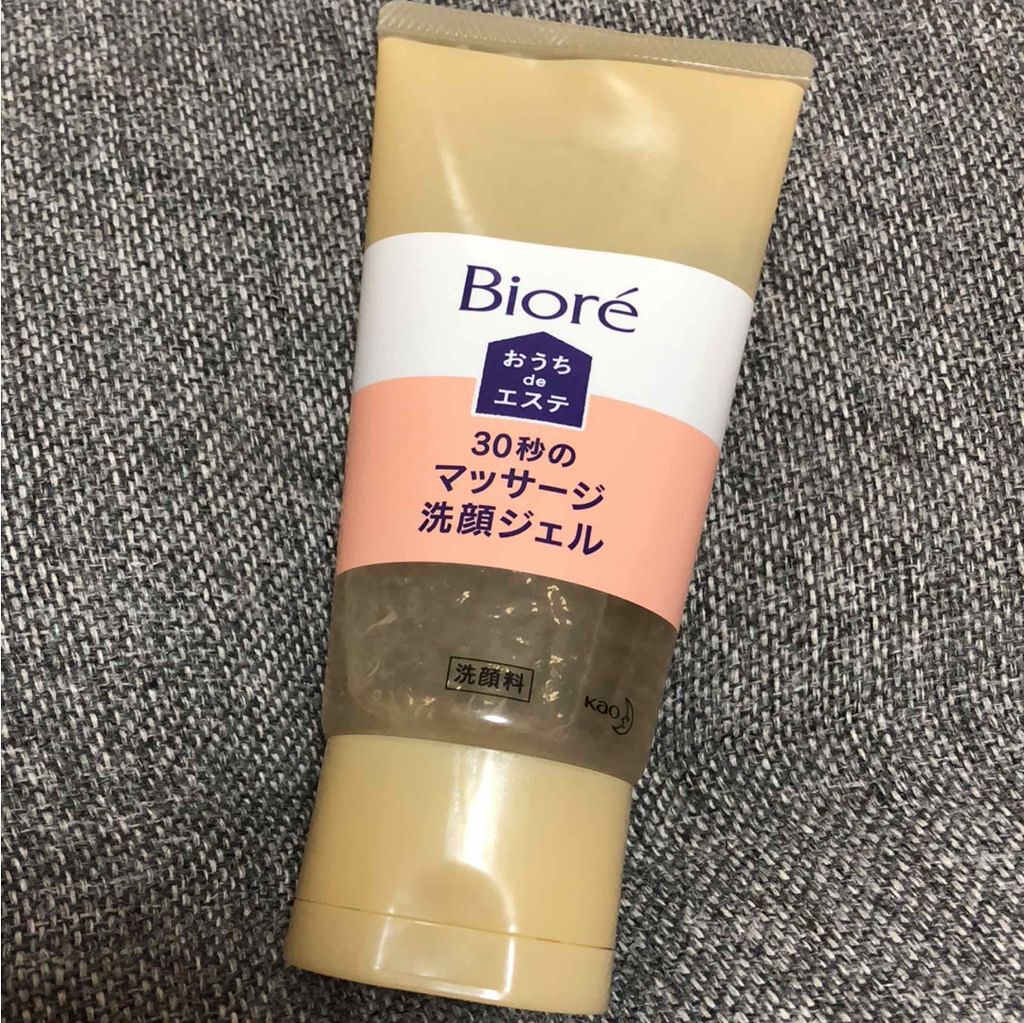 Bioré
おうち
de
エステ
30秒の
マッサージ
洗顔ジェル
洗顔料
Kao